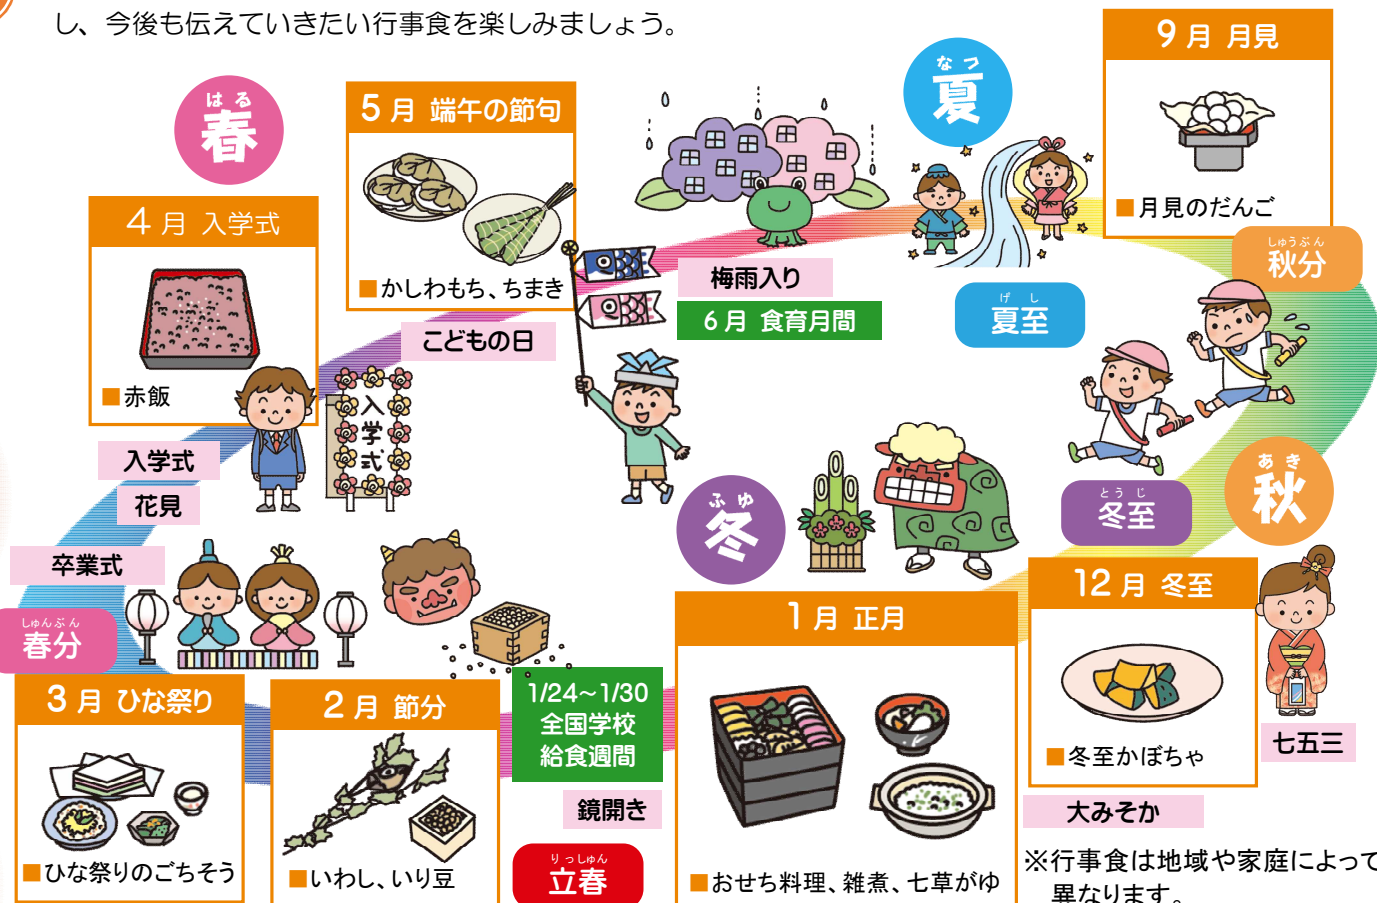 し、今後も伝えていきたい行事食を楽しみましょう。
はる
春
4月 入学式
■赤飯
入学式
入学式
花見
5月 端午の節句
■かしわもち、ちまき
こどもの日
梅雨入り
6月 食育月間
なつ
夏
げし
夏至
9月 月見
■月見のだんご
しゅうぶん
秋分
あき
秋
七五三
とうじ
冬至
12月 冬至
■冬至かぼちゃ
大みそか
ふゆ
冬
1月 正月
■おせち料理、雑煮、七草がゆ
鏡開き
1/24~1/30
全国学校
給食週間
りっしゅん
立春
2月 節分
■いわし、いり豆
3月 ひな祭り
■ひな祭りのごちそう
しゅんぶん
春分
卒業式
※行事食は地域や家庭によって
異なります。